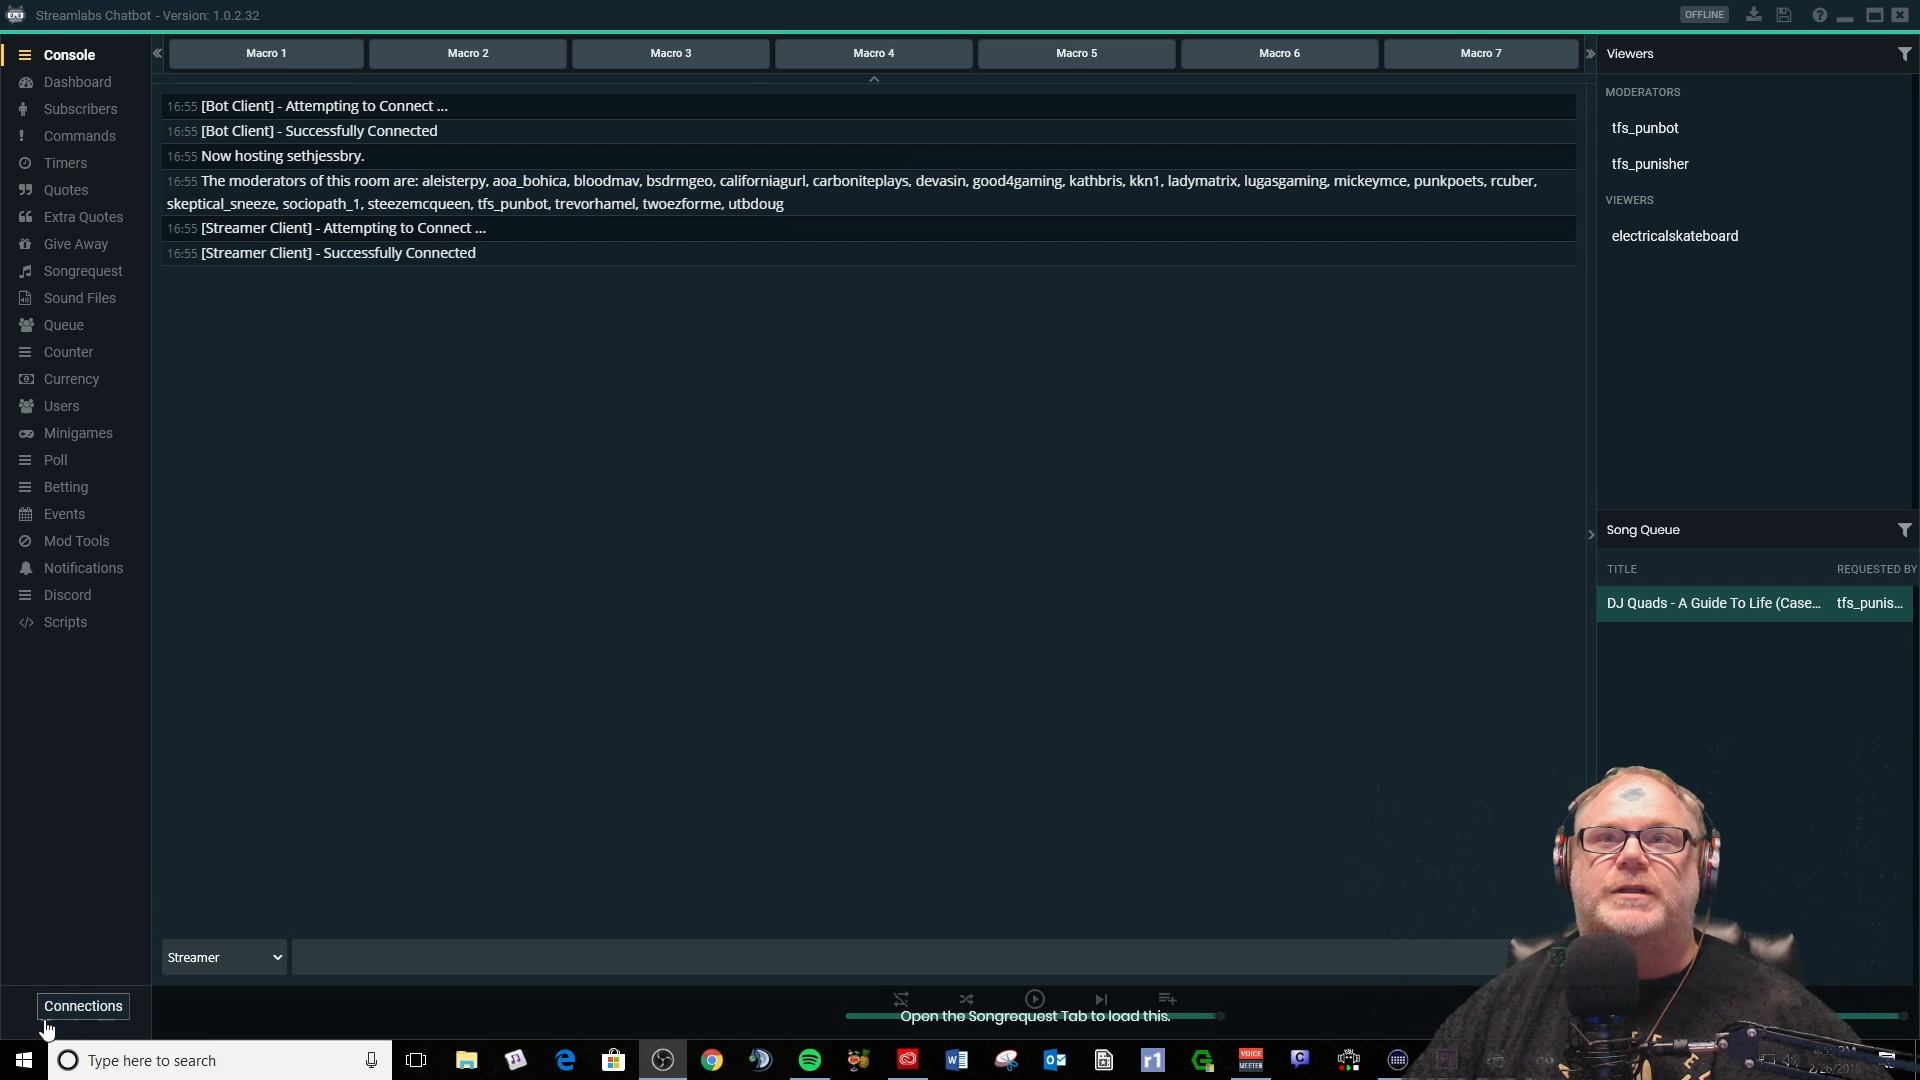 Streamlabs Chatbot - Version: 1.0.2.32
OFFLINE
Console
Dashboard
Subscribers
Commands
Timers
Quotes
Extra Quotes
Give Away
Songrequest
Sound Files
Queue
Counter
Currency
Users
Minigames
Poll
Betting
Events
Mod Tools
Notifications
Discord
Scripts
Connections
Macro 1
Macro 2
Macro 3
Macro 4
Macro 5
Macro 6
Macro 7
16:55 [Bot Client] - Attempting to Connect ...
16:55 [Bot Client] - Successfully Connected
16:55 Now hosting sethjessbry.
16:55 The moderators of this room are: aleisterpy, aoa_bohica, bloodmav, bsdrmgeo, californiagurl, carboniteplays, devasin, good4gaming, kathbris, kkn1, ladymatrix, lugasgaming, mickeymce, punkpoets, rcuber,
skeptical_sneeze, sociopath_1, steezemcqueen, tfs_punbot, trevorhamel, twoezforme, utbdoug
16:55 [Streamer Client] - Attempting to Connect ...
16:55 [Streamer Client] - Successfully Connected
Streamer
Open the Songrequest Tab to load this.
Viewers
MODERATORS
tfs_punbot
tfs_punisher
VIEWERS
electricalskateboard
Song Queue
TITLE
REQUESTED BY
DJ Quads - A Guide To Life (Case...
tfs_punis...
Type here to search
r1
VOICE
MEETER